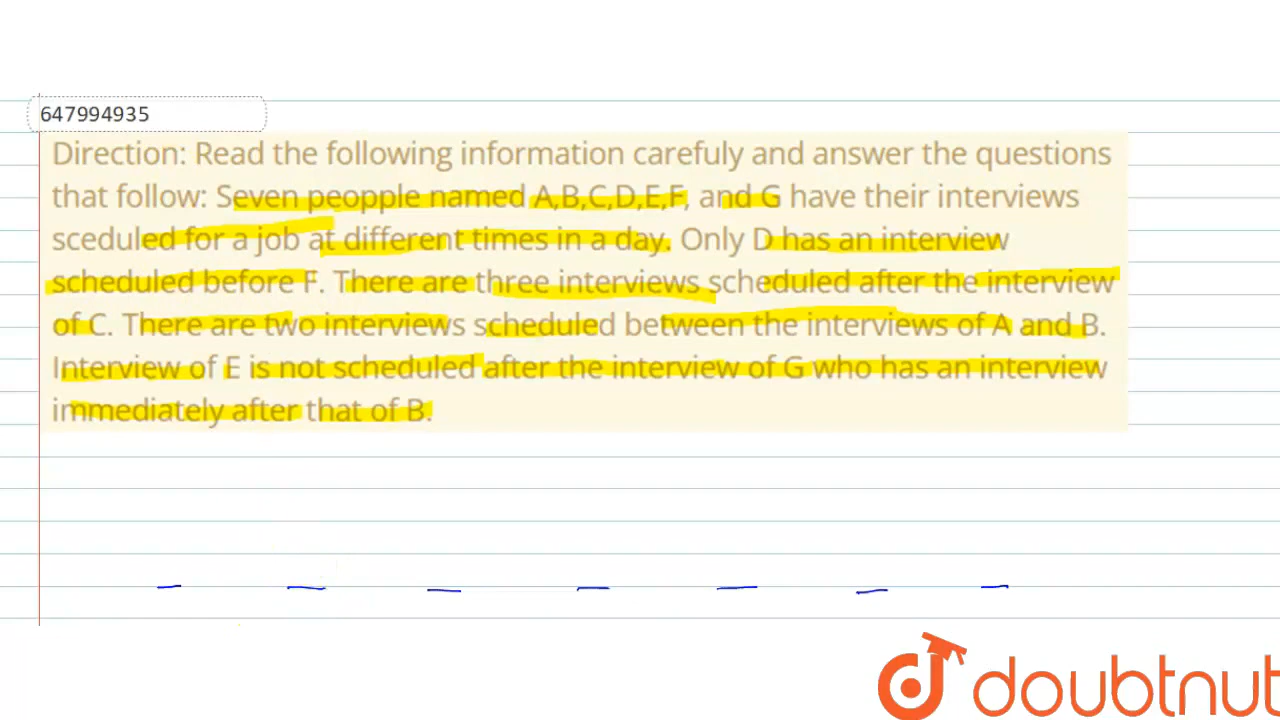 647994935
Direction: Read the following information carefuly and answer the questions
that follow: Seven peopple named A,B,C,D,E,F, and G have their interviews
sceduled for a job at different times in a day. Only D has an interview
scheduled before F. There are three interviews scheduled after the interview
of C. There are two interviews scheduled between the interviews of A and B.
Interview of E is not scheduled after the interview of G who has an interview
immediately after that of B.
doubtnut